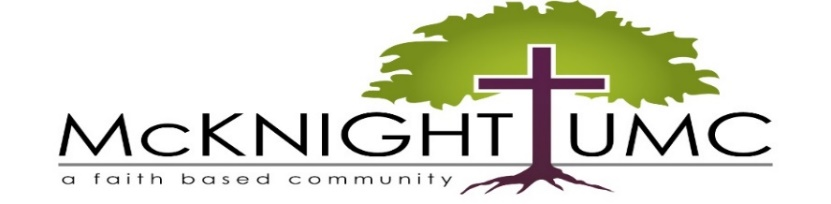 McKNIGHT UMC
a faith based community